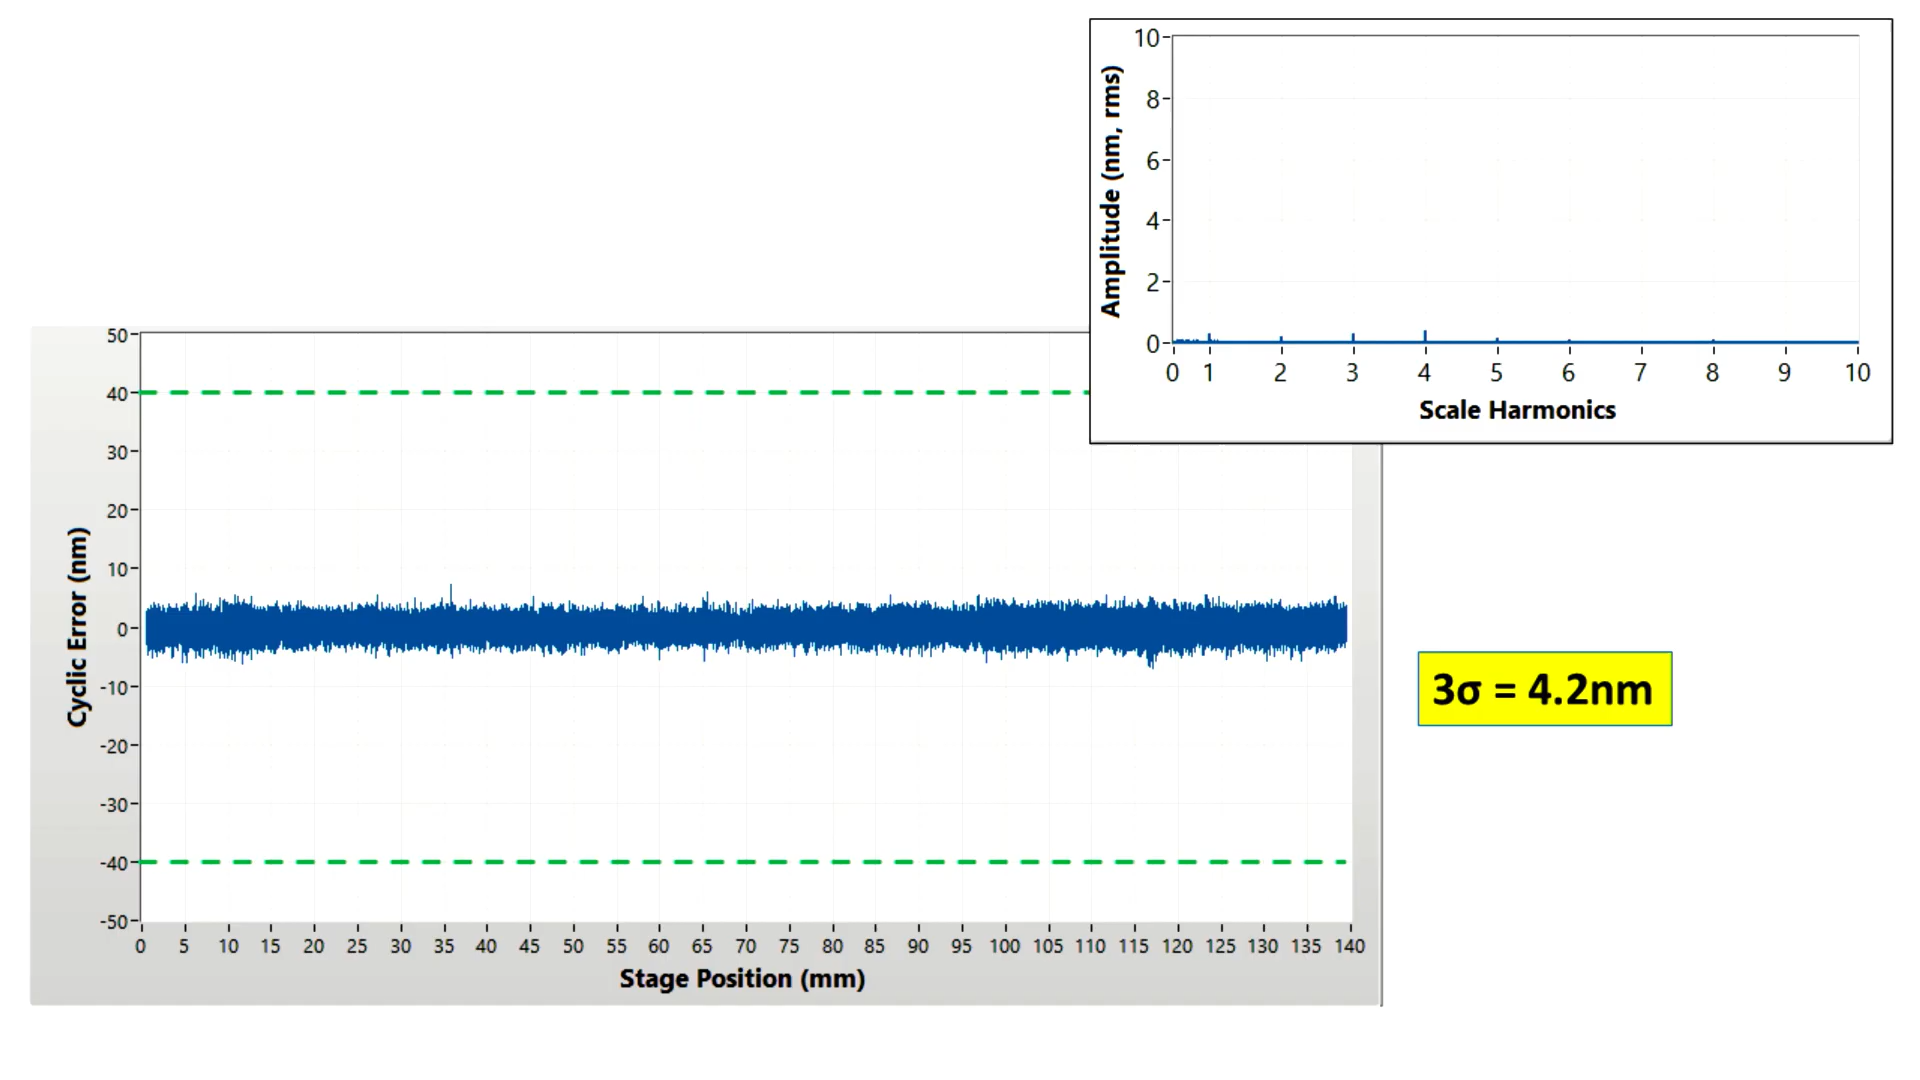 10
8
6
4
2
0
Amplitude (nm, rms)
0 1 2 3 4 5 6 7 8 9 10
Scale Harmonics
50
40
30
20
10
0
-10
-20
-30
-40
-50
Cyclic Error (nm)
0 5 10 15 20 25 30 35 40 45 50 55 60 65 70 75 80 85 90 95 100 105 110 115 120 125 130 135 140
Stage Position (mm)
3σ = 4.2nm